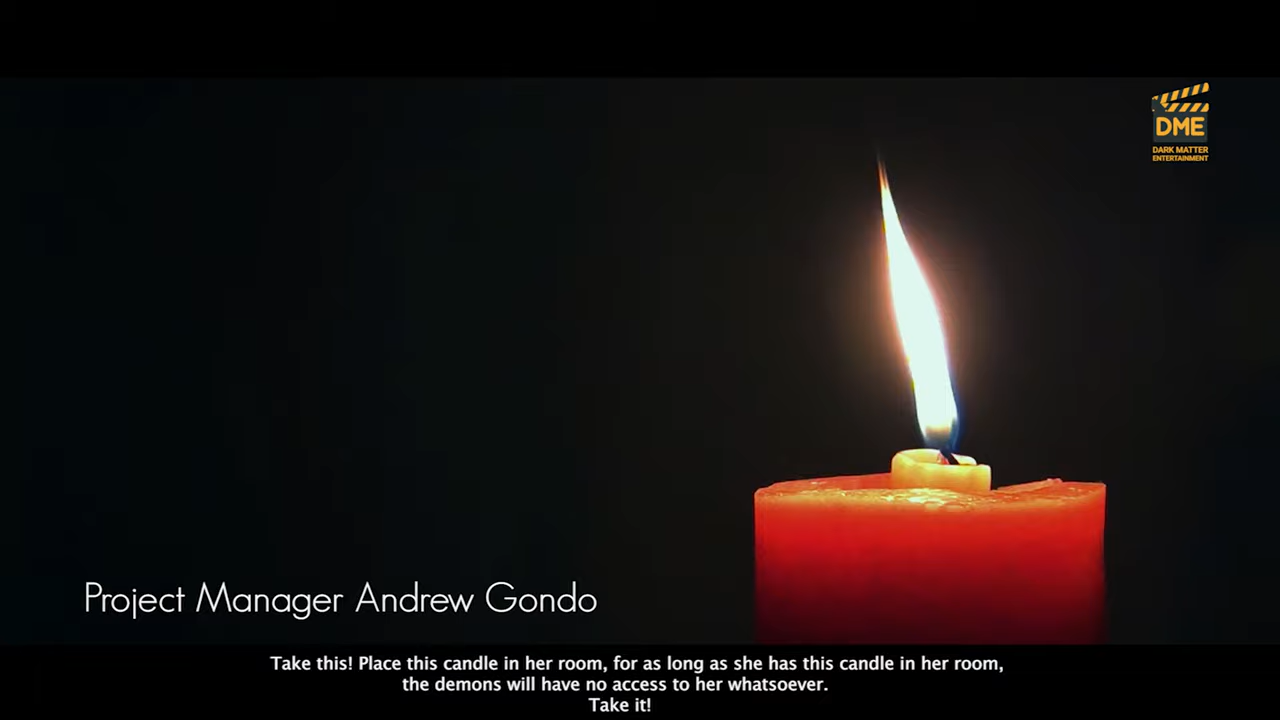 DME
DARK MATTER
ENTERTAINMENT
Project Manager Andrew Gondo
Take this! Place this candle in her room, for as long as she has this candle in her room,
the demons will have no access to her whatsoever.
Take it!